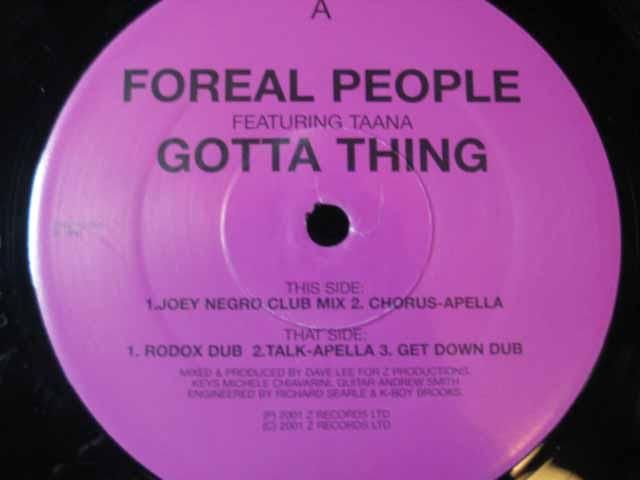 A
FOREAL PEOPLE
FEATURING TAANA
GOTTA THING
THIS SIDE:
1.JOEY NEGRO CLUB MIX 2. CHORUS-APELLA
THAT SIDE:
1. RODOX DUB 2.TALK-APELLA 3. GET DOWN DUB
MIXED & PRODUCED BY DAVE LEE FOR Z PRODUCTIONS.
KEYS MICHELE CHIAVARINI, GUITAR ANDREW SMITH
ENGINEERED BY RICHARD SEARLE & K-BOY BROOKS.
(P) 2001 Z RECORDS LTD
(C) 2001 Z RECORDS LTD